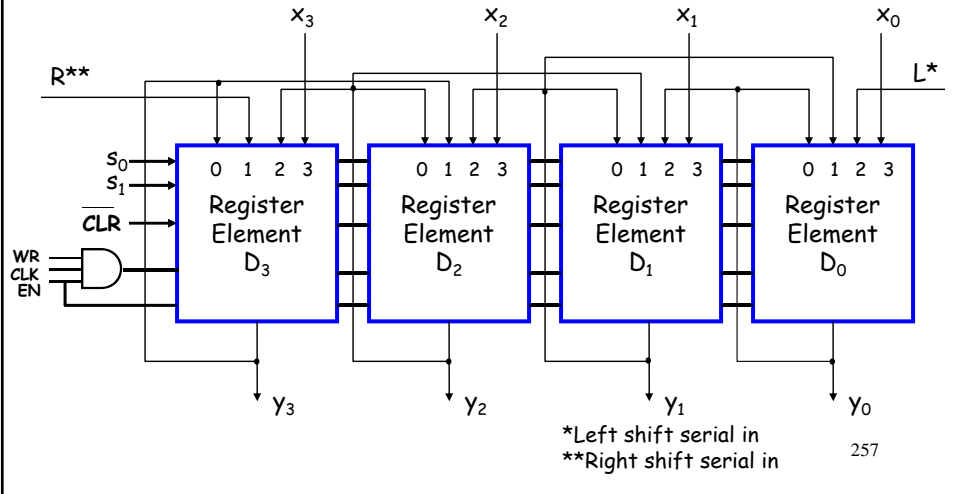 x₃ x₂ x₁ x₀
R** L*
s₀
s₁
C̅L̅R̅
WR
CLK
EN
0 1 2 3 0 1 2 3 0 1 2 3 0 1 2 3
Register Register Register Register
Element Element Element Element
D₃ D₂ D₁ D₀
y₃ y₂ y₁ y₀
*Left shift serial in
**Right shift serial in
257